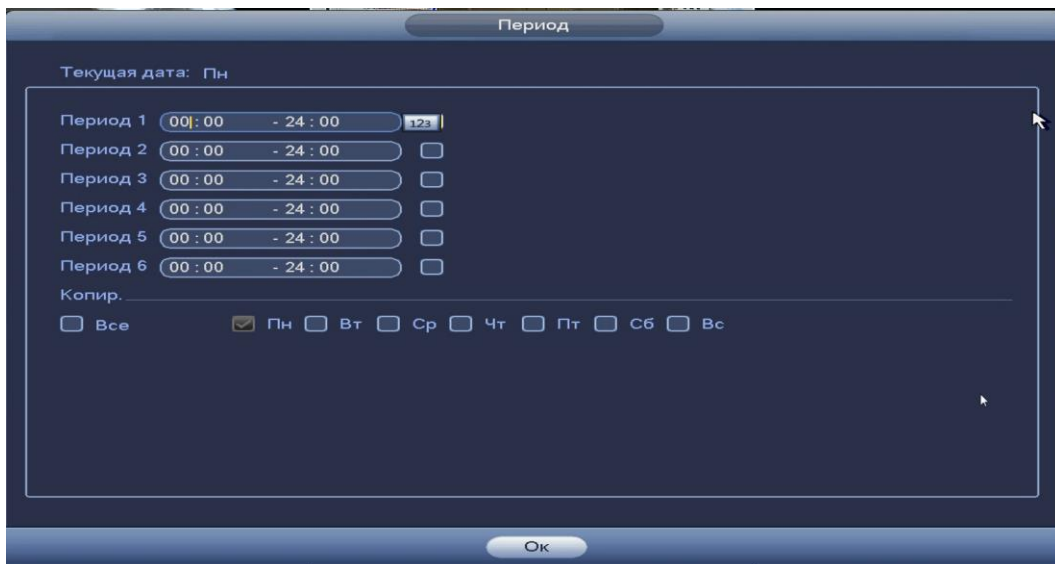 Период
Текущая дата: Пн
Период 1 00:00 - 24:00 123
Период 2 00:00 - 24:00
Период 3 00:00 - 24:00
Период 4 00:00 - 24:00
Период 5 00:00 - 24:00
Период 6 00:00 - 24:00
Копир.
Все Пн Вт Ср Чт Пт Сб Вс
Ок